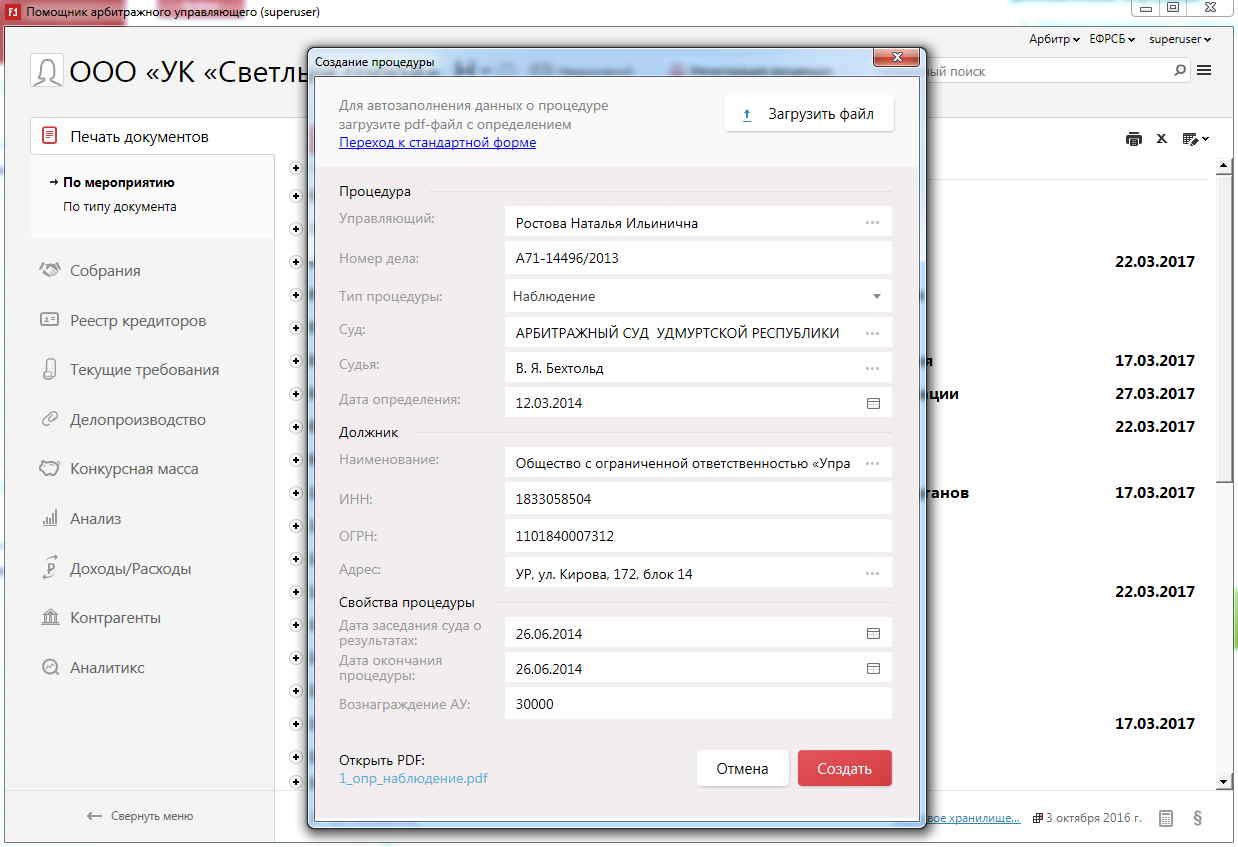 Помощник арбитражного управляющего (superuser)
Арбитр ЕФРСБ superuser
ООО «УК «Светлы
ый поиск
Печать документов
→ По мероприятию
По типу документа
Собрания
Реестр кредиторов
Текущие требования
Делопроизводство
Конкурсная масса
Анализ
Доходы/Расходы
Контрагенты
Аналитикс
← Свернуть меню
Создание процедуры
Для автозаполнения данных о процедуре
загрузите pdf-файл с определением
Переход к стандартной форме
Загрузить файл
Процедура
Управляющий: Ростова Наталья Ильинична
Номер дела: А71-14496/2013
Тип процедуры: Наблюдение
Суд: АРБИТРАЖНЫЙ СУД УДМУРТСКОЙ РЕСПУБЛИКИ
Судья: В. Я. Бехтольд
Дата определения: 12.03.2014
Должник
Наименование: Общество с ограниченной ответственностью «Упра
ИНН: 1833058504
ОГРН: 1101840007312
Адрес: УР, ул. Кирова, 172, блок 14
Свойства процедуры
Дата заседания суда о
результатах: 26.06.2014
Дата окончания
процедуры: 26.06.2014
Вознаграждение АУ: 30000
Открыть PDF:
1_опр_наблюдение.pdf
Отмена
Создать
22.03.2017
я 17.03.2017
ации 27.03.2017
22.03.2017
ганов 17.03.2017
22.03.2017
17.03.2017
вое хранилище... 3 октября 2016 г. §